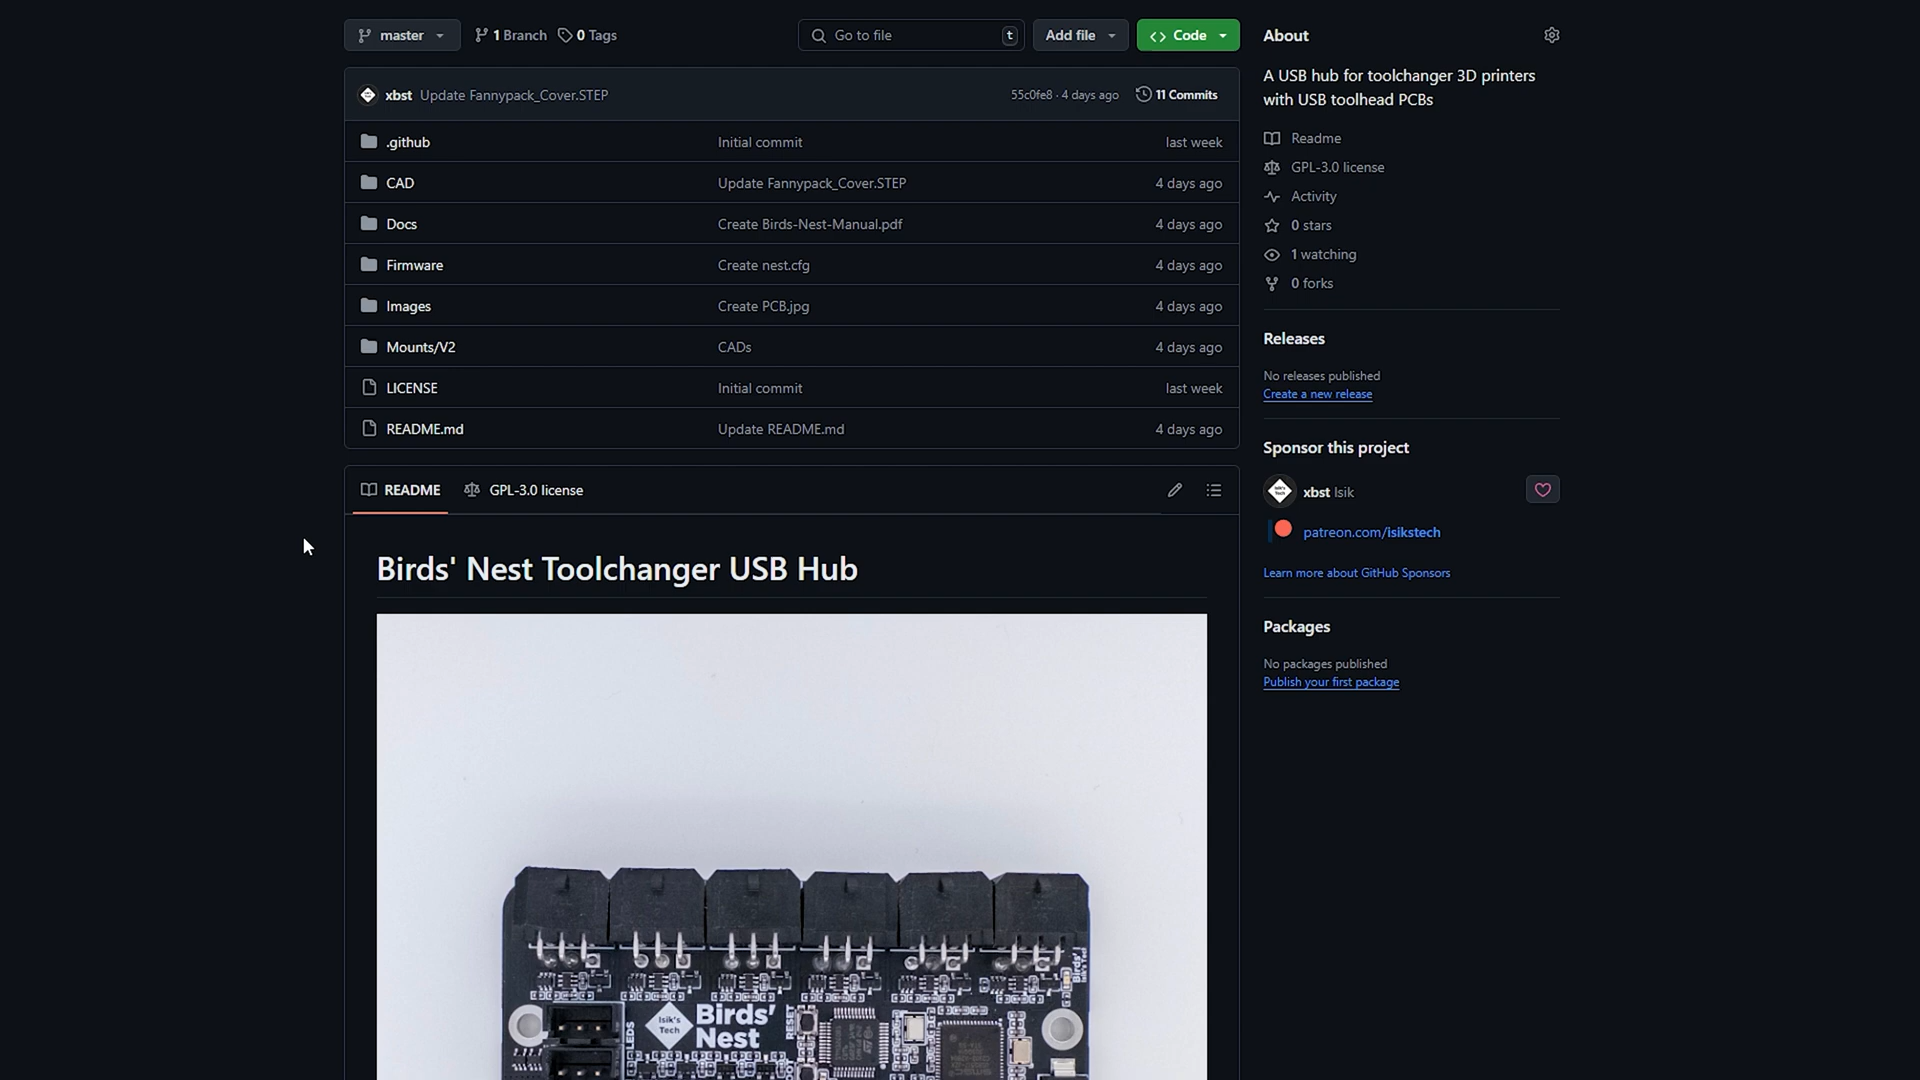 master
1 Branch
0 Tags
Go to file
t
Add file
Code
xbst Update Fannypack_Cover.STEP
55c0fe8 · 4 days ago
11 Commits
.github Initial commit last week
CAD Update Fannypack_Cover.STEP 4 days ago
Docs Create Birds-Nest-Manual.pdf 4 days ago
Firmware Create nest.cfg 4 days ago
Images Create PCB.jpg 4 days ago
Mounts/V2 CADs 4 days ago
LICENSE Initial commit last week
README.md Update README.md 4 days ago
README
GPL-3.0 license
Birds' Nest Toolchanger USB Hub
Birds'
Isik's Tech
LEDS
Isik's
Tech
Birds'
Nest
RESET
About
A USB hub for toolchanger 3D printers
with USB toolhead PCBs
Readme
GPL-3.0 license
Activity
0 stars
1 watching
0 forks
Releases
No releases published
Create a new release
Sponsor this project
xbst Isik
patreon.com/isikstech
Learn more about GitHub Sponsors
Packages
No packages published
Publish your first package